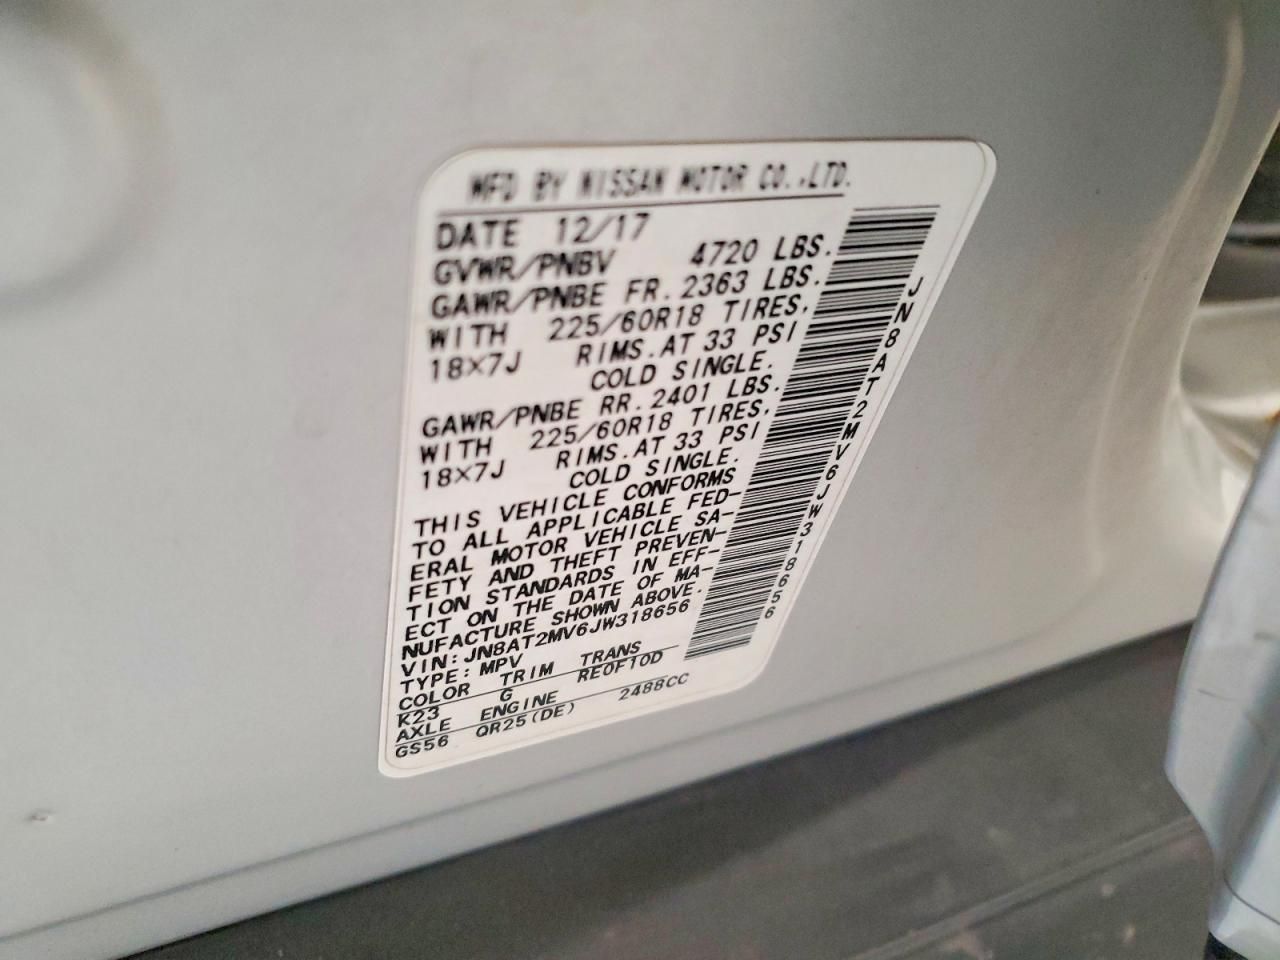 MFD BY NISSAN MOTOR CO.,LTD.
DATE 12/17
GVWR/PNBV 4720 LBS.
GAWR/PNBE FR. 2363 LBS.
WITH 225/60R18 TIRES,
18×7J RIMS. AT 33 PSI
COLD SINGLE.
GAWR/PNBE RR. 2401 LBS.
WITH 225/60R18 TIRES,
18×7J RIMS. AT 33 PSI
COLD SINGLE.
THIS VEHICLE CONFORMS
TO ALL APPLICABLE FED-
ERAL MOTOR VEHICLE SA-
FETY AND THEFT PREVEN-
TION STANDARDS IN EFF-
ECT ON THE DATE OF MA-
NUFACTURE SHOWN ABOVE.
VIN: JN8AT2MV6JW318656
TYPE: MPV
COLOR TRIM TRANS
K23 G RE0F10D
AXLE ENGINE
GS56 QR25(DE) 2488CC
JN8AT2MV6JW318656